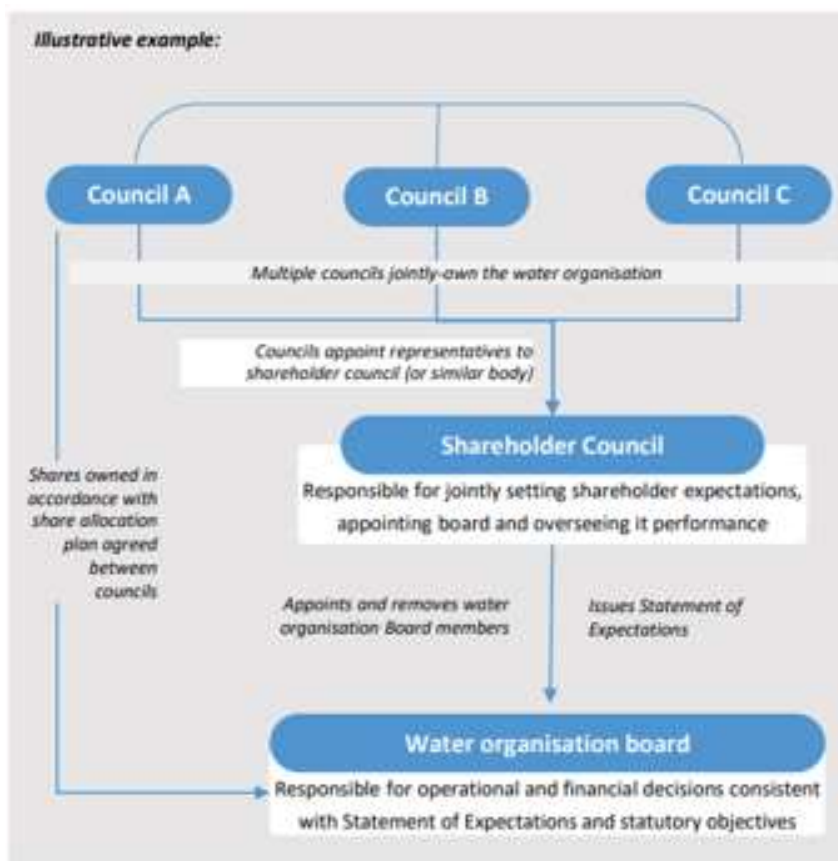 Illustrative example:
Council A
Council B
Council C
Multiple councils jointly-own the water organisation
Councils appoint representatives to
shareholder council (or similar body)
Shareholder Council
Responsible for jointly setting shareholder expectations,
appointing board and overseeing it performance
Shares owned in
accordance with
share allocation
plan agreed
between
councils
Appoints and removes water
organisation Board members
Issues Statement of
Expectations
Water organisation board
Responsible for operational and financial decisions consistent
with Statement of Expectations and statutory objectives